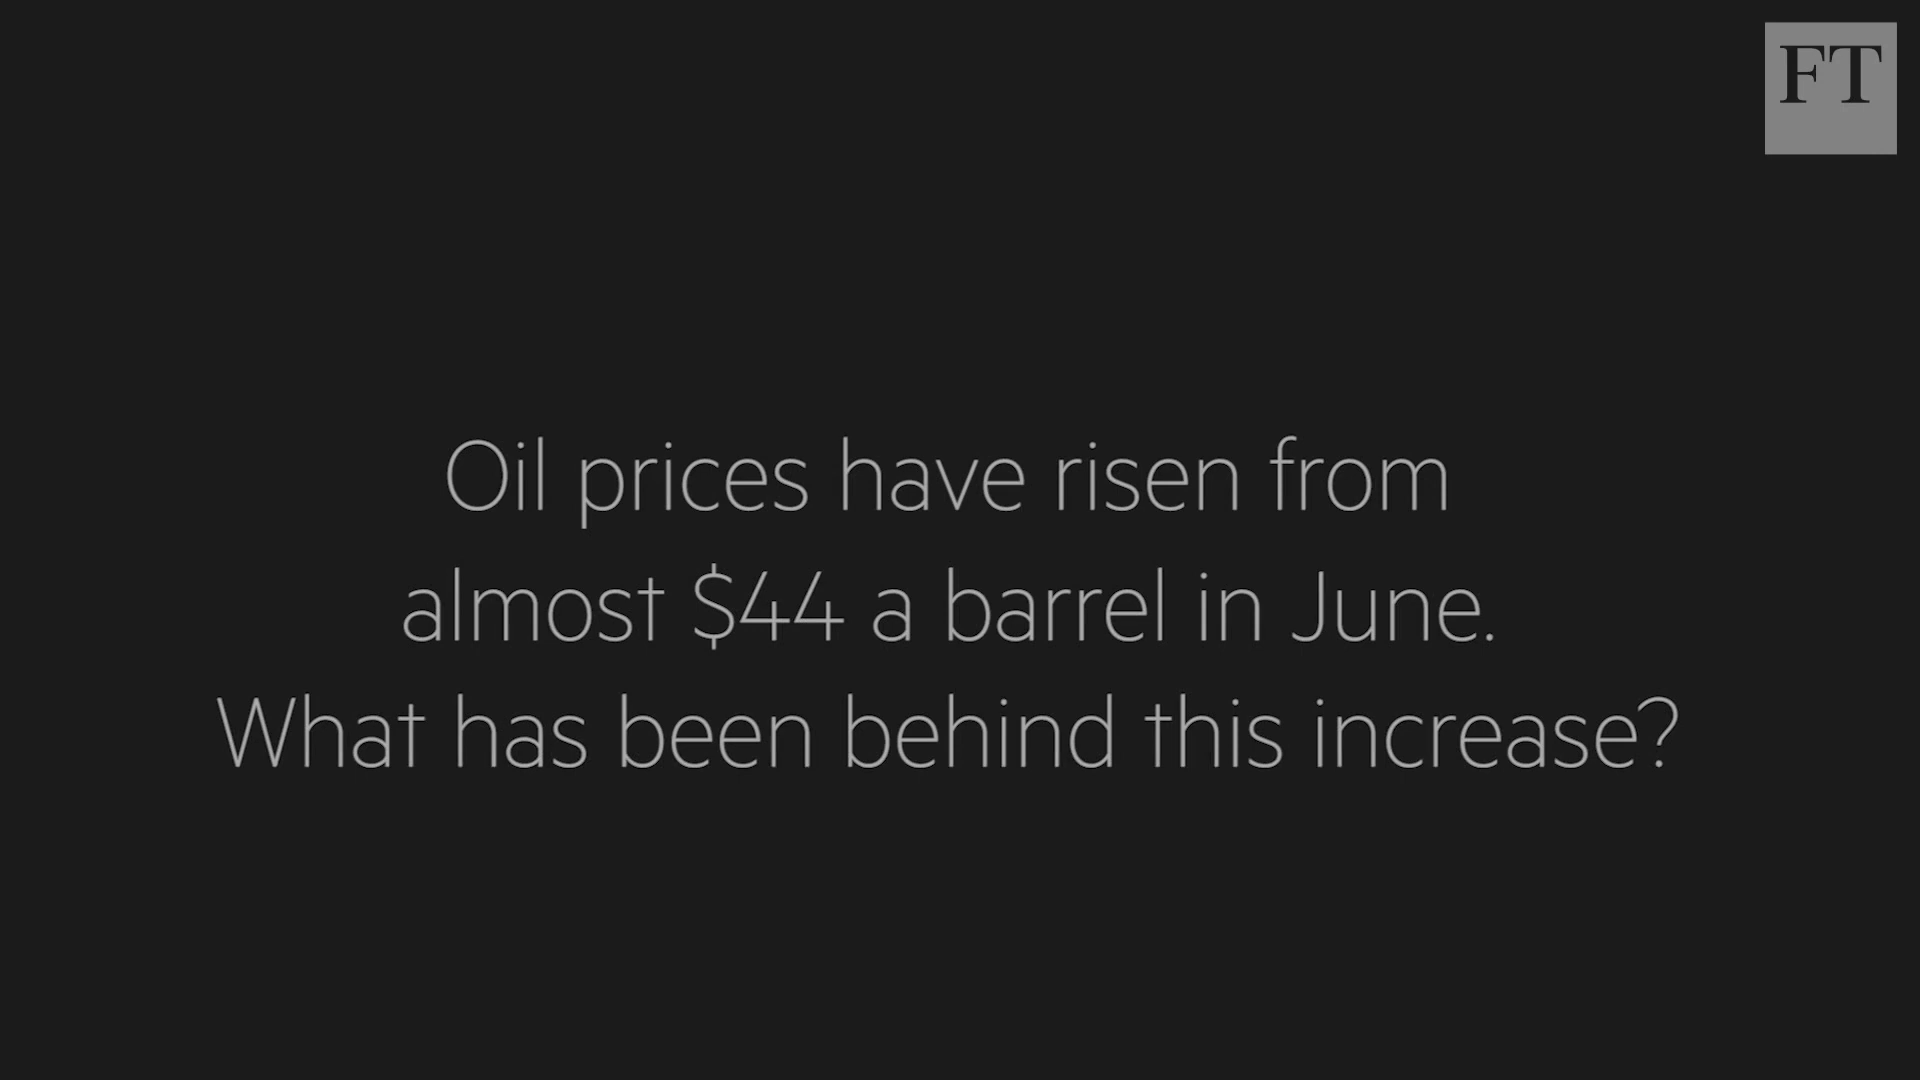 FT
Oil prices have risen from
almost $44 a barrel in June.
What has been behind this increase?